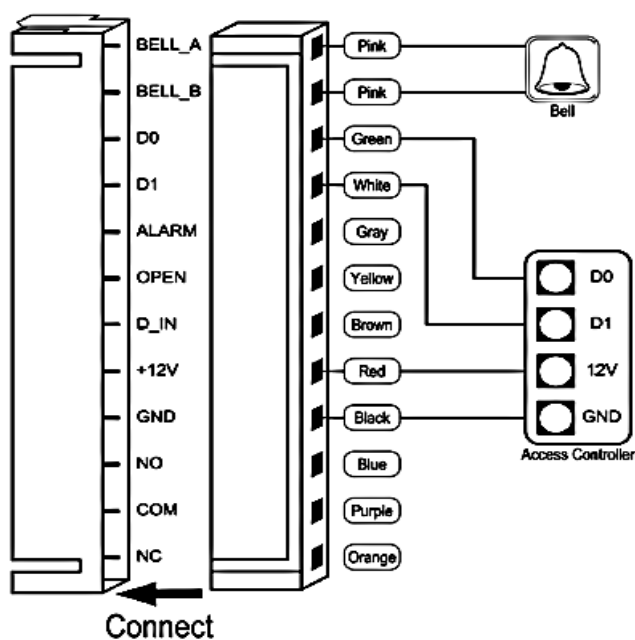 BELL_A Pink
BELL_B Pink
Bell
D0 Green
D1 White
ALARM Gray
OPEN Yellow D0
D_IN Brown D1
+12V Red 12V
GND Black GND
Access Controller
NO Blue
COM Purple
NC Orange
Connect